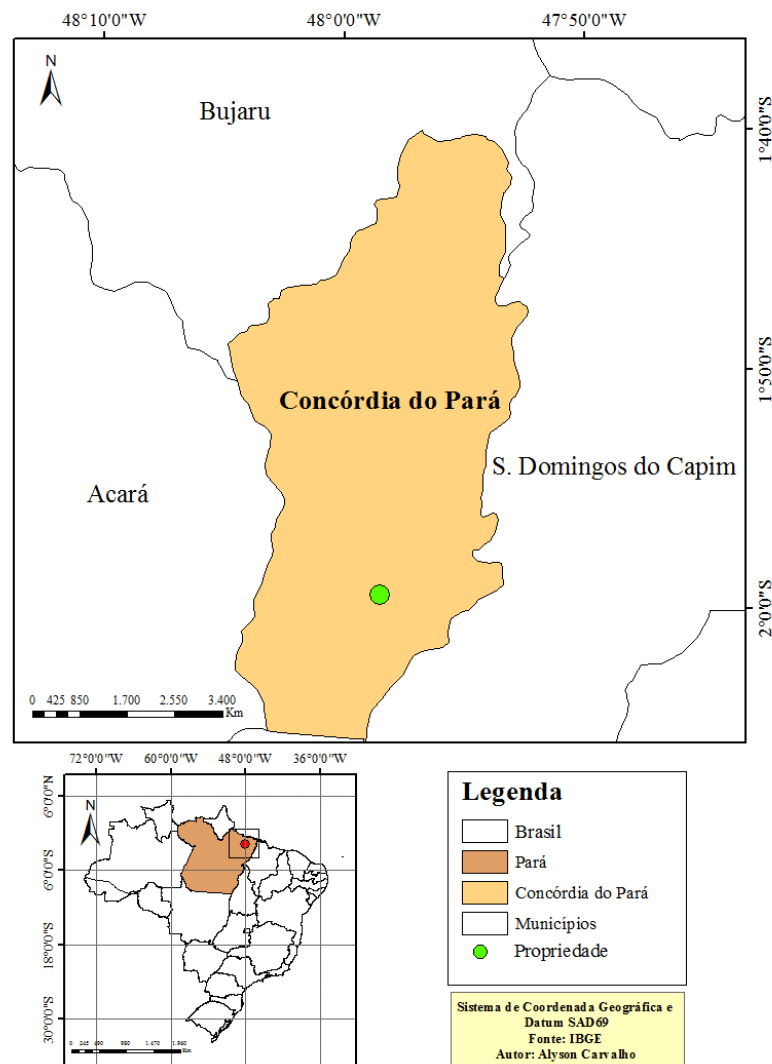 48°10'0"W 48°0'0"W 47°50'0"W
N
Bujaru
1°40'0"S
Concórdia do Pará
1°50'0"S
S. Domingos do Capim
Acará
2°0'0"S
0 425 850 1.700 2.550 3.400
Km
72°0'0"W 60°0'0"W 48°0'0"W 36°0'0"W
6°0'0"N
N
6°0'0"S
18°0'0"S
30°0'0"S
Km
Legenda
Brasil
Pará
Concórdia do Pará
Municípios
Propriedade
Sistema de Coordenada Geográfica e
Datum SAD69
Fonte: IBGE
Autor: Alyson Carvalho